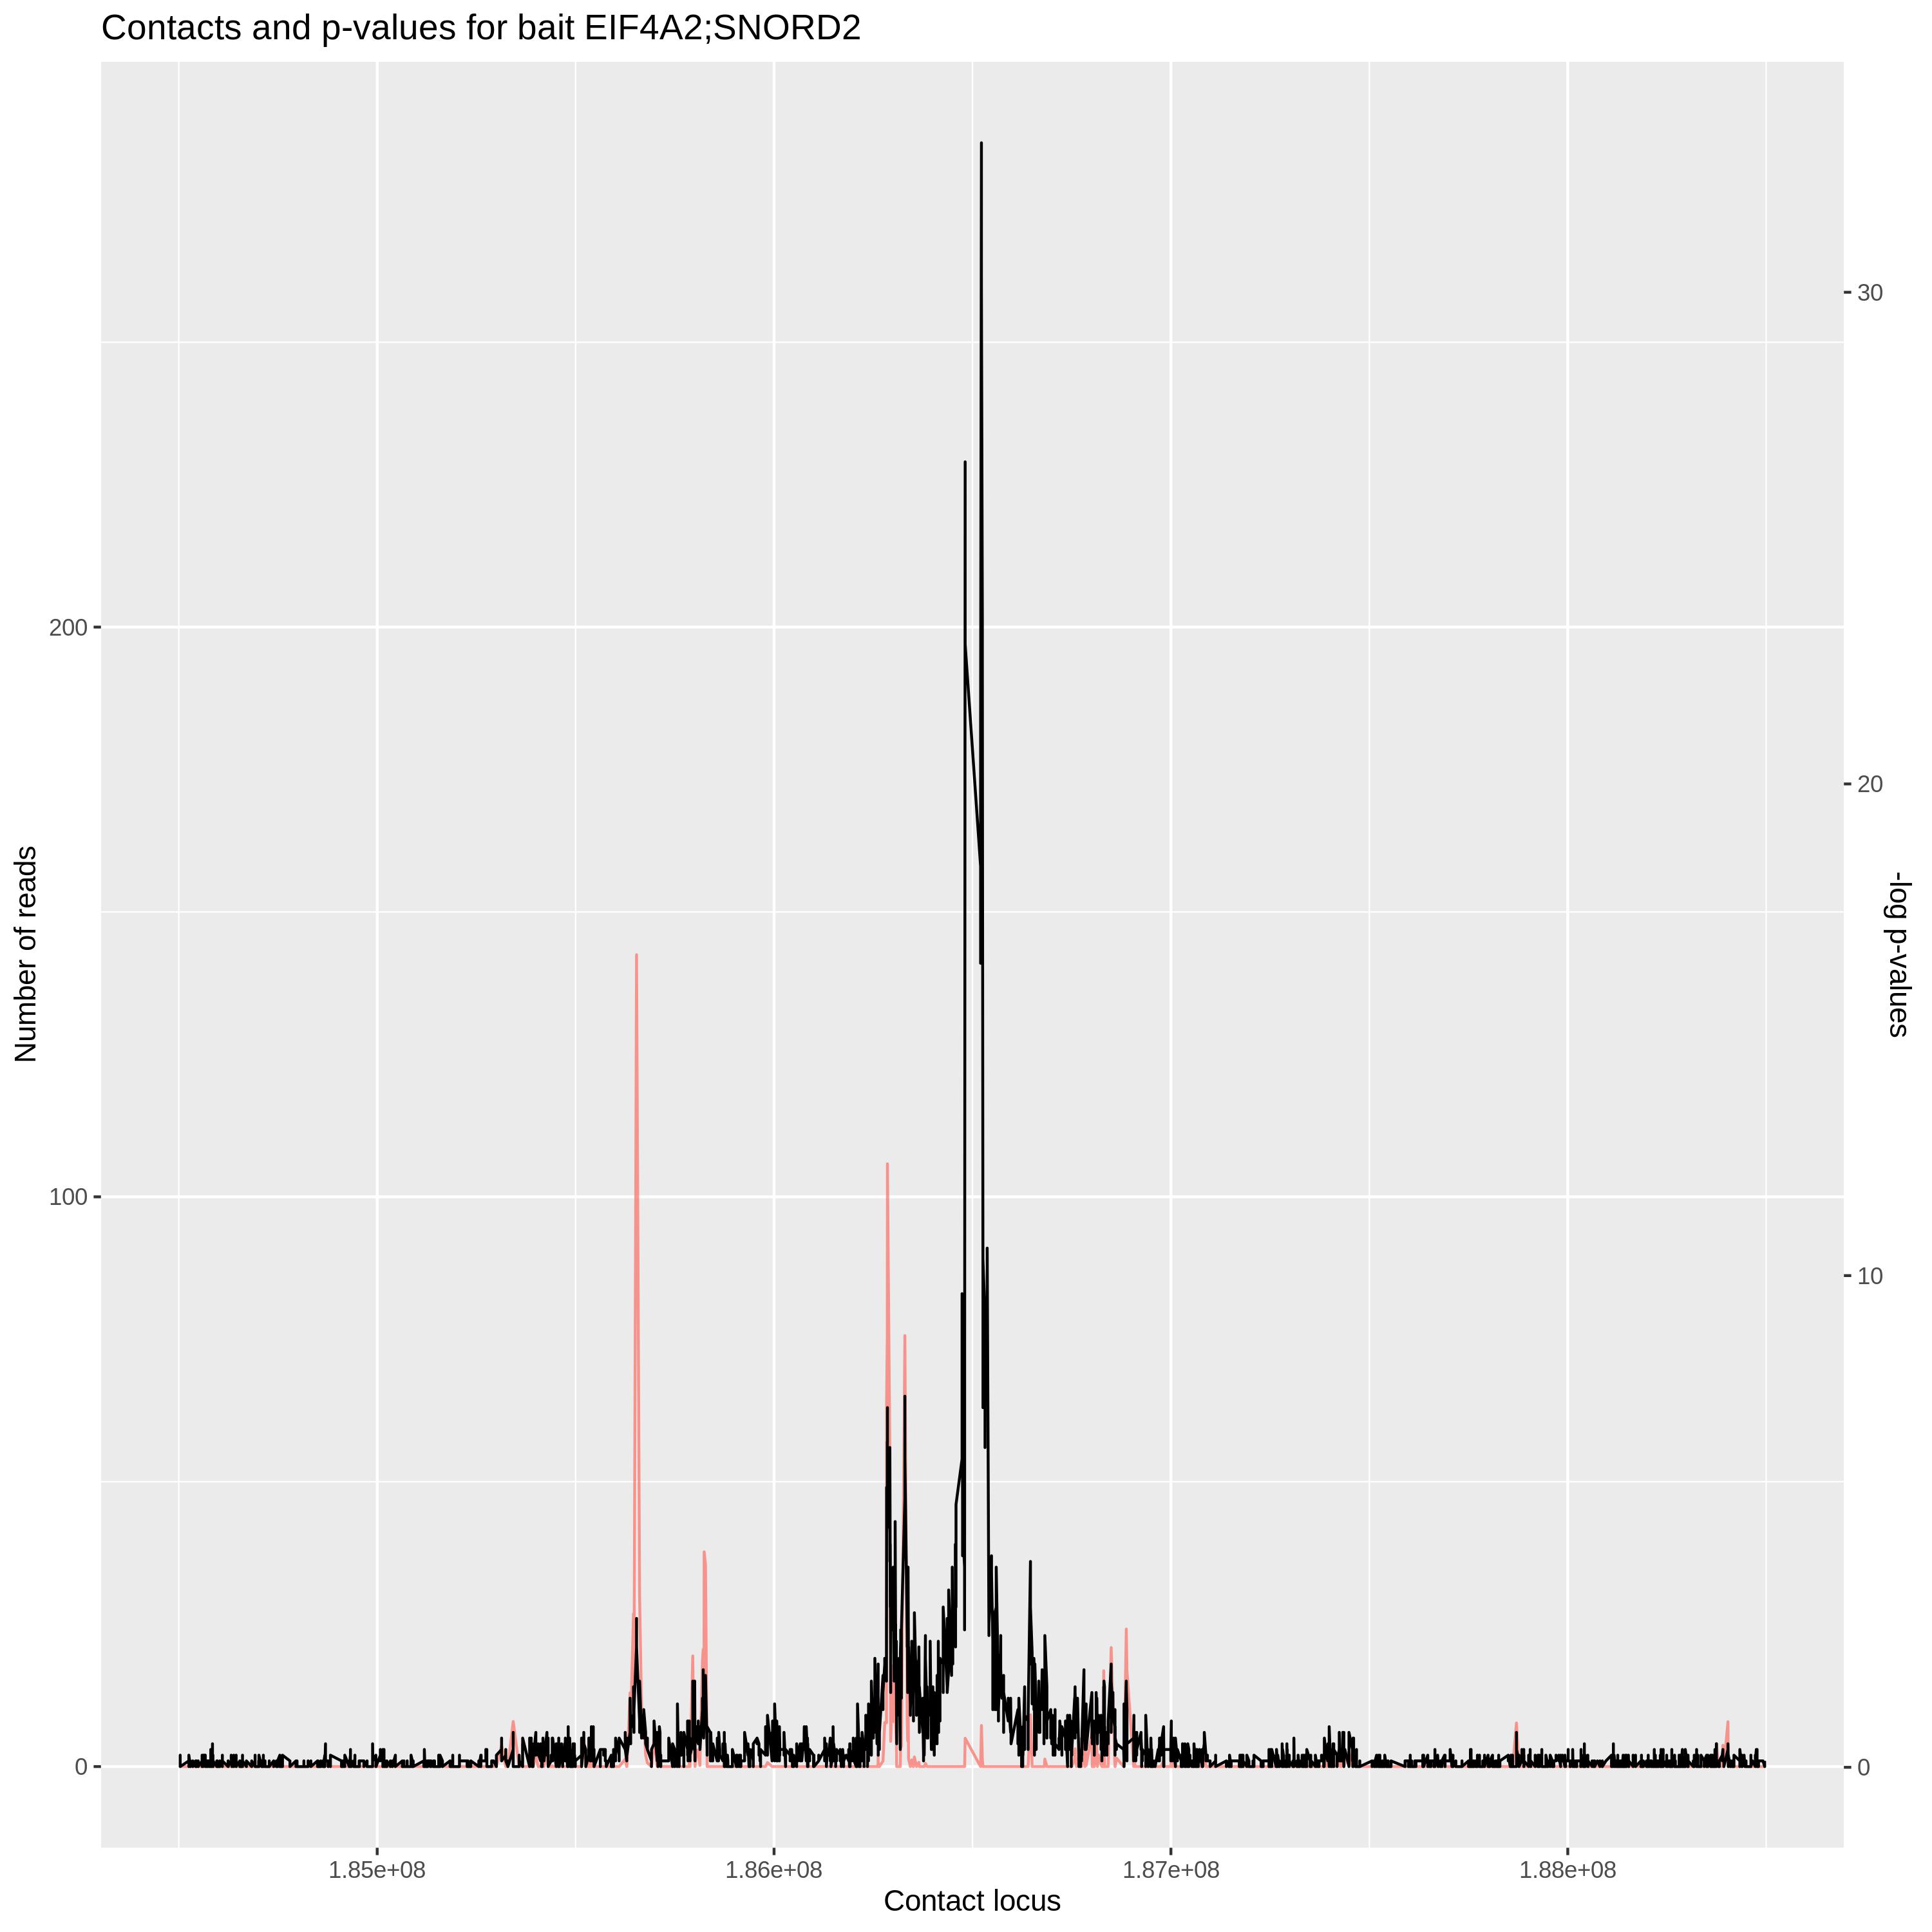 Contacts and p-values for bait EIF4A2;SNORD2
Number of reads
200
100
0
30
20
10
0
-log p-values
1.85e+08
1.86e+08
1.87e+08
1.88e+08
Contact locus